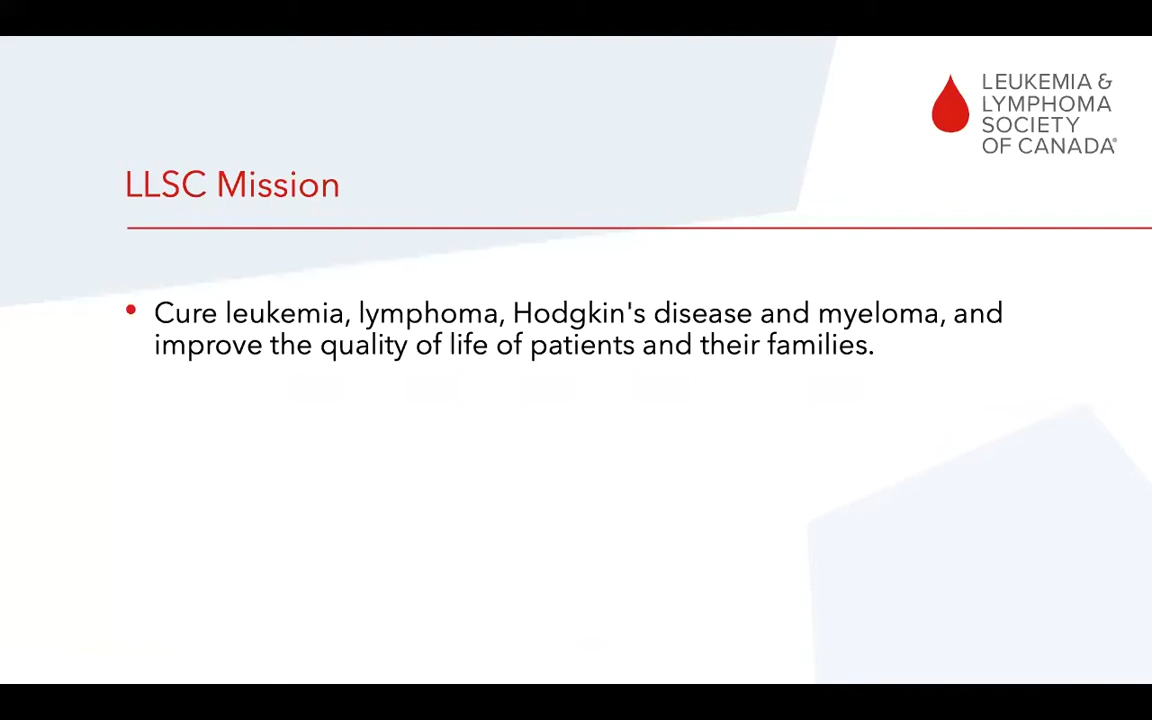 LEUKEMIA &
LYMPHOMA
SOCIETY
OF CANADA®
LLSC Mission
• Cure leukemia, lymphoma, Hodgkin's disease and myeloma, and
improve the quality of life of patients and their families.